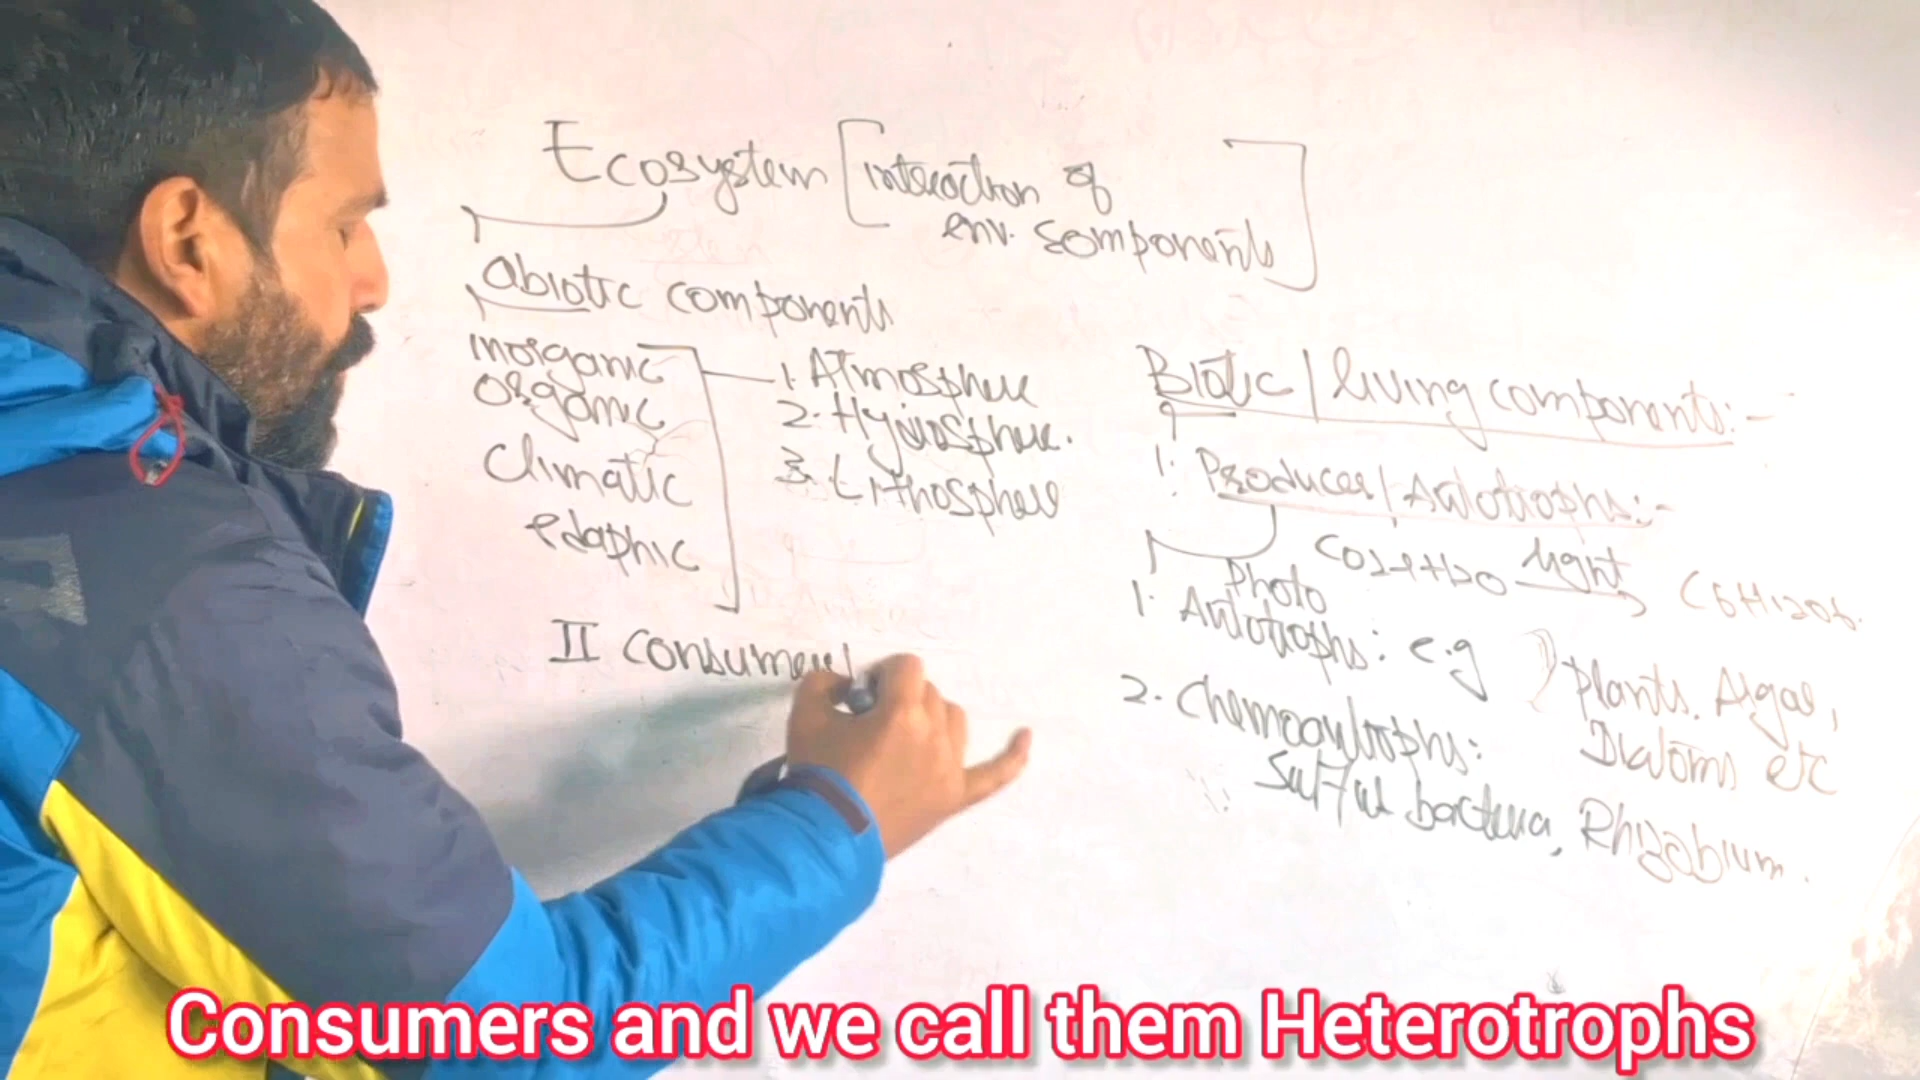 Ecosystem [interaction of
env. components]
abiotic components
inorganic
organic
Climatic
edaphic
1. Atmosphere
2. Hydrosphere.
3. Lithosphere
Biotic / living components:-
1. Producer / Autotrophs:-
CO2+H2O light → C6H12O6.
Photo
1. Autotrophs: e.g } Plants. Algae,
Diatoms etc
2. Chemoautotrophs:
Sulfur bacteria, Rhizobium.
II Consumers/
Consumers and we call them Heterotrophs